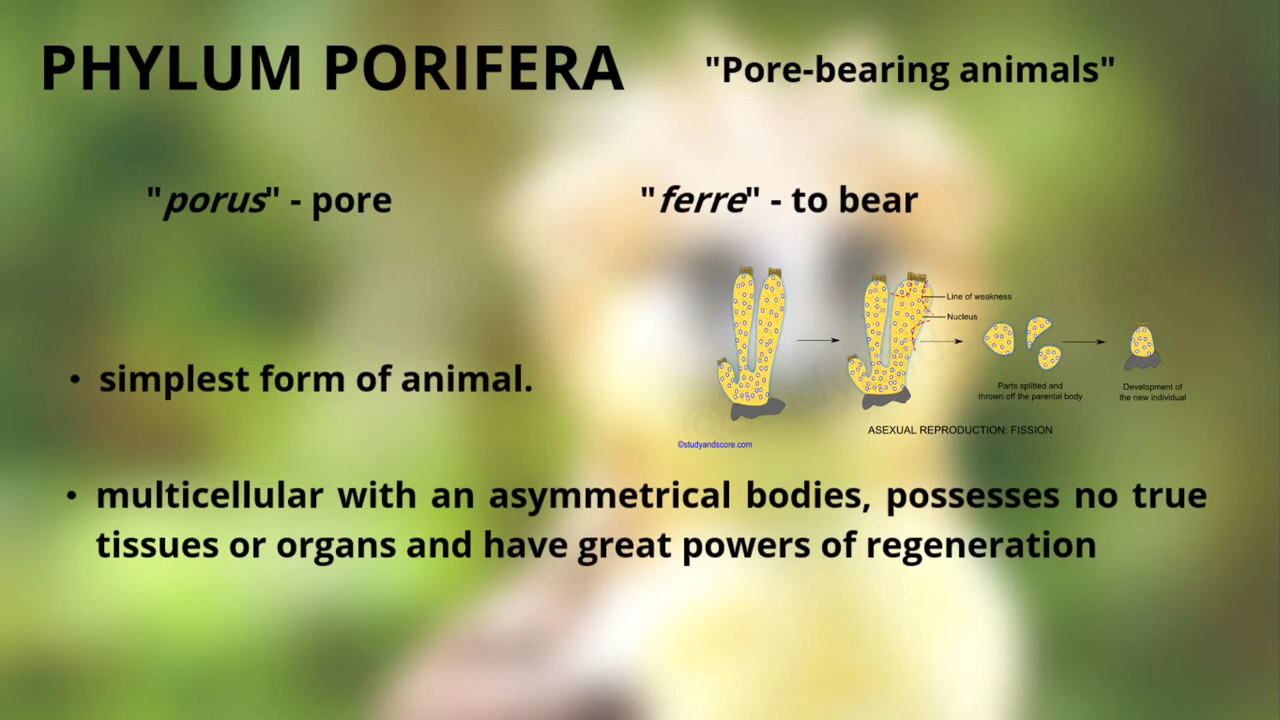 PHYLUM PORIFERA
"Pore-bearing animals"
"porus" - pore
"ferre" - to bear
Line of weakness
Nucleus
• simplest form of animal.
Parts splitted and
thrown off the parental body
Development of
the new individual
ASEXUAL REPRODUCTION: FISSION
©studyandscore.com
• multicellular with an asymmetrical bodies, possesses no true
tissues or organs and have great powers of regeneration